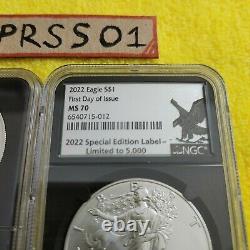 PRSS01
2022 Eagle S$1
First Day of Issue
MS 70
6540715-012
2022 Special Edition Label
Limited to 5,000
NGC
LIBERTY